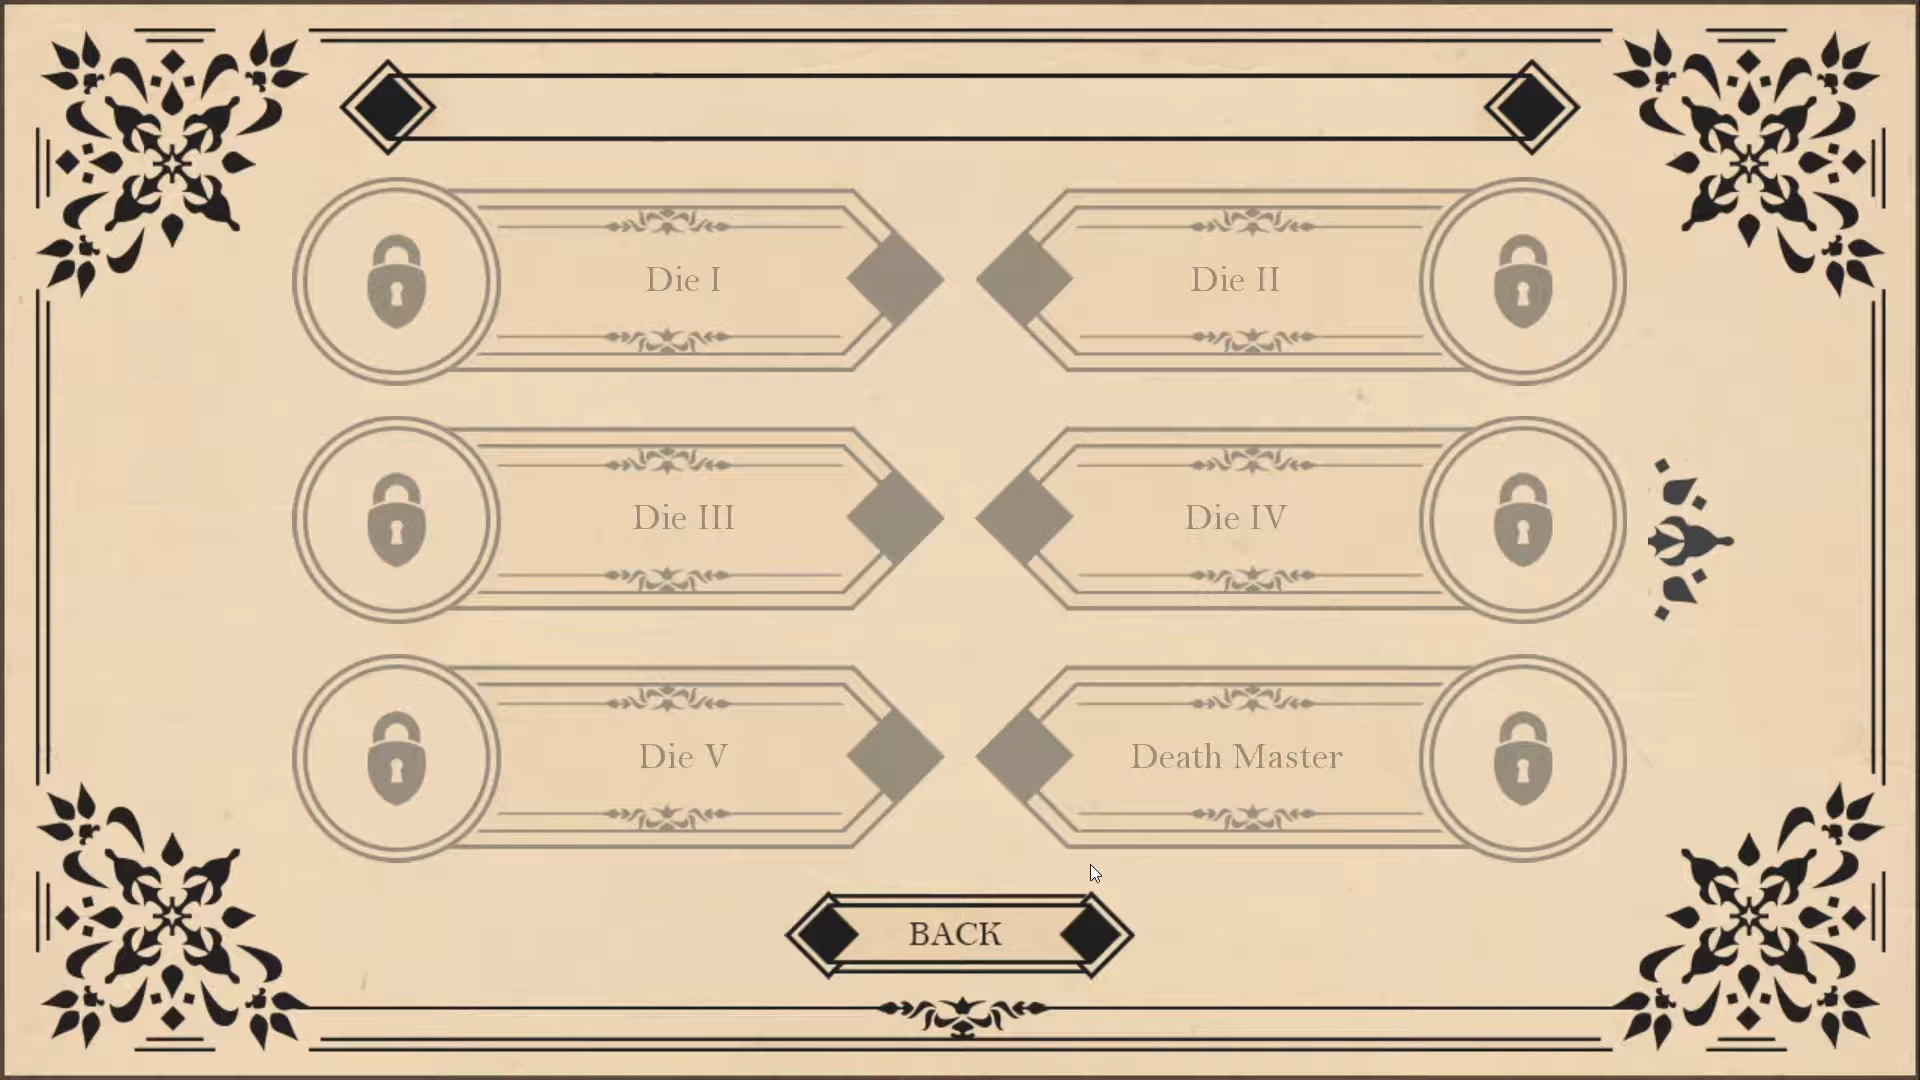 Die I
Die II
Die III
Die IV
Die V
Death Master
BACK